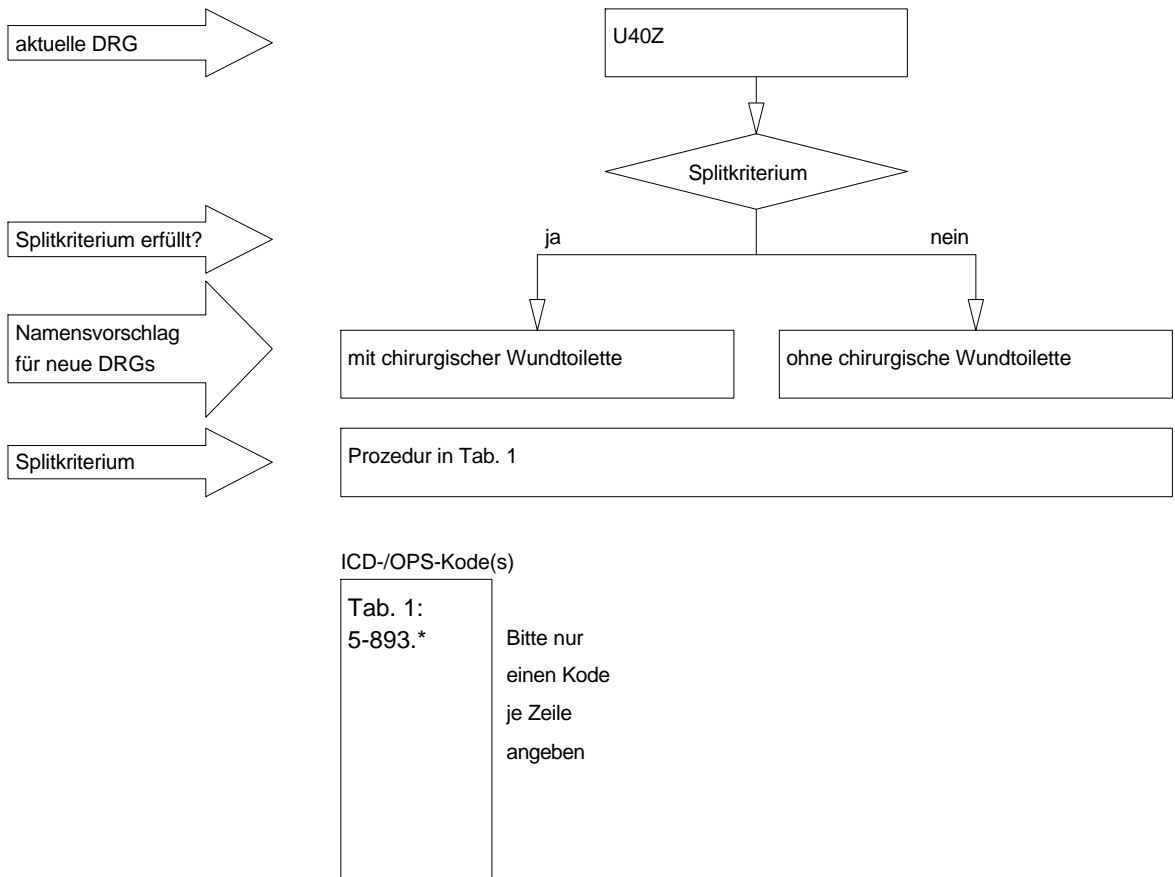 aktuelle DRG
U40Z
Splitkriterium
Splitkriterium erfüllt?
ja
nein
Namensvorschlag
für neue DRGs
mit chirurgischer Wundtoilette
ohne chirurgische Wundtoilette
Splitkriterium
Prozedur in Tab. 1
ICD-/OPS-Kode(s)
Tab. 1:
5-893.*
Bitte nur
einen Kode
je Zeile
angeben